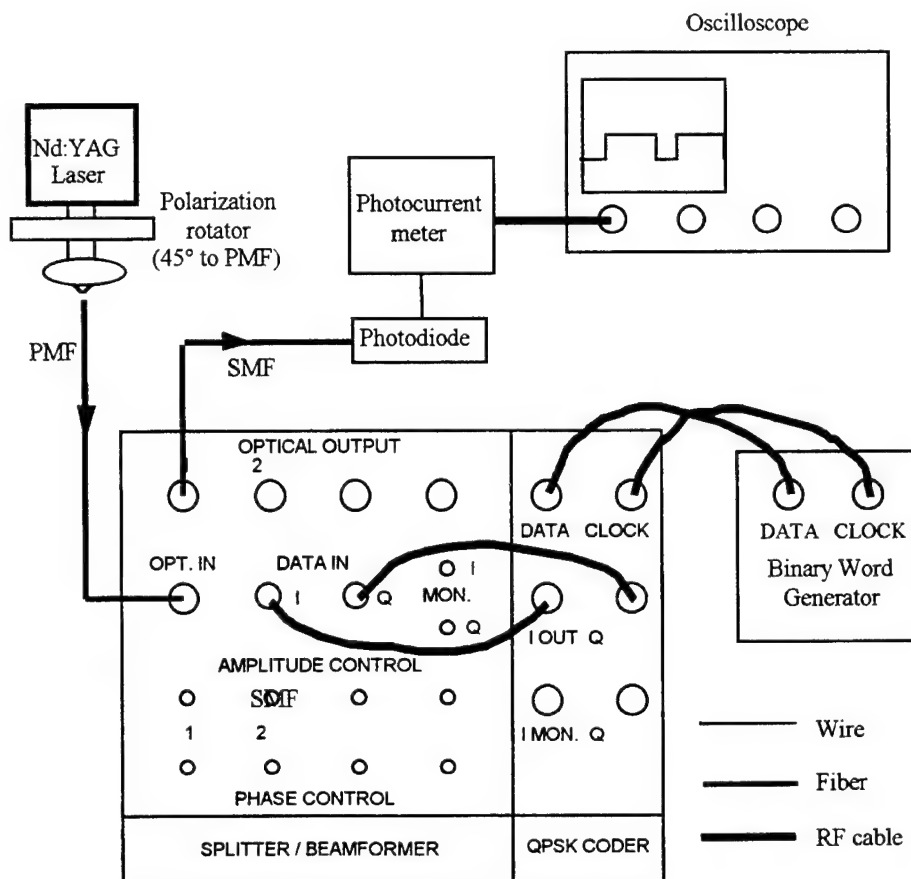 Oscilloscope
Nd:YAG
Laser
Polarization
rotator
(45° to PMF)
Photocurrent
meter
Photodiode
PMF
SMF
OPTICAL OUTPUT
2
DATA CLOCK
DATA CLOCK
Binary Word
Generator
OPT. IN
DATA IN
I
Q
I
MON.
Q
I OUT Q
AMPLITUDE CONTROL
SMF
1
2
I MON. Q
PHASE CONTROL
SPLITTER / BEAMFORMER
QPSK CODER
Wire
Fiber
RF cable